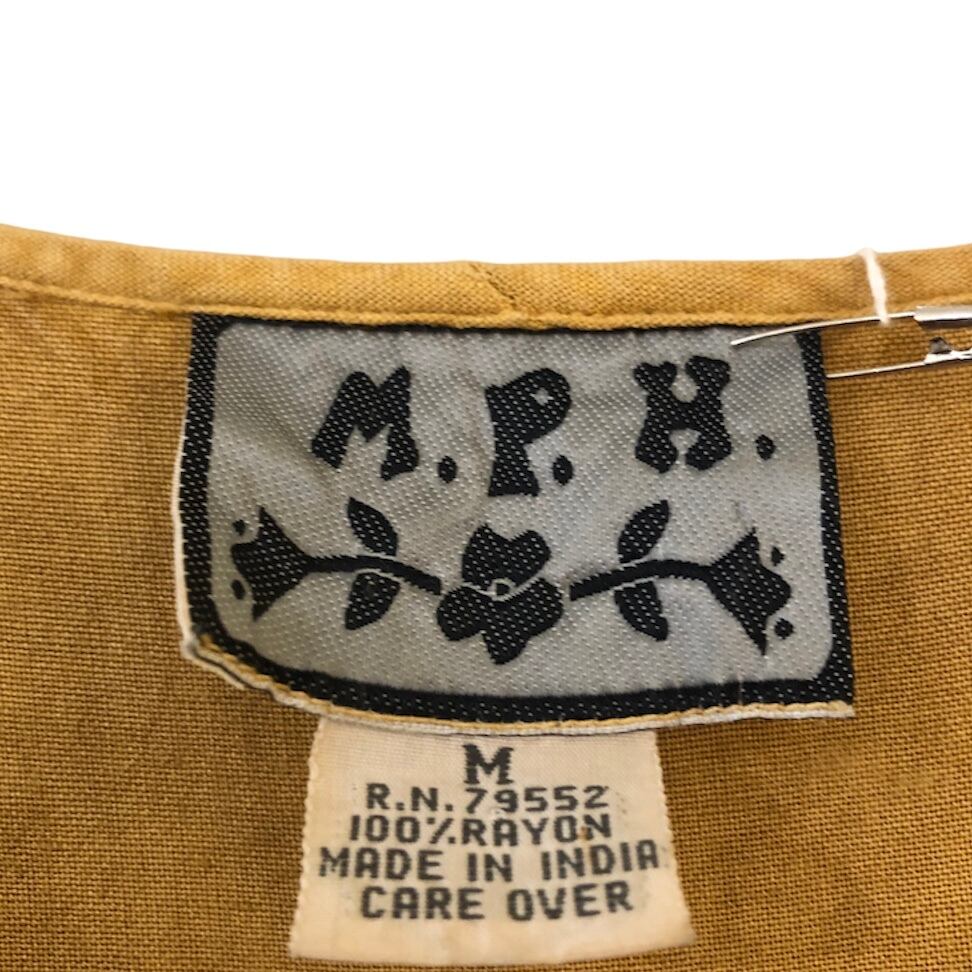 M.P.H.
M
R.N.79552
100%RAYON
MADE IN INDIA
CARE OVER